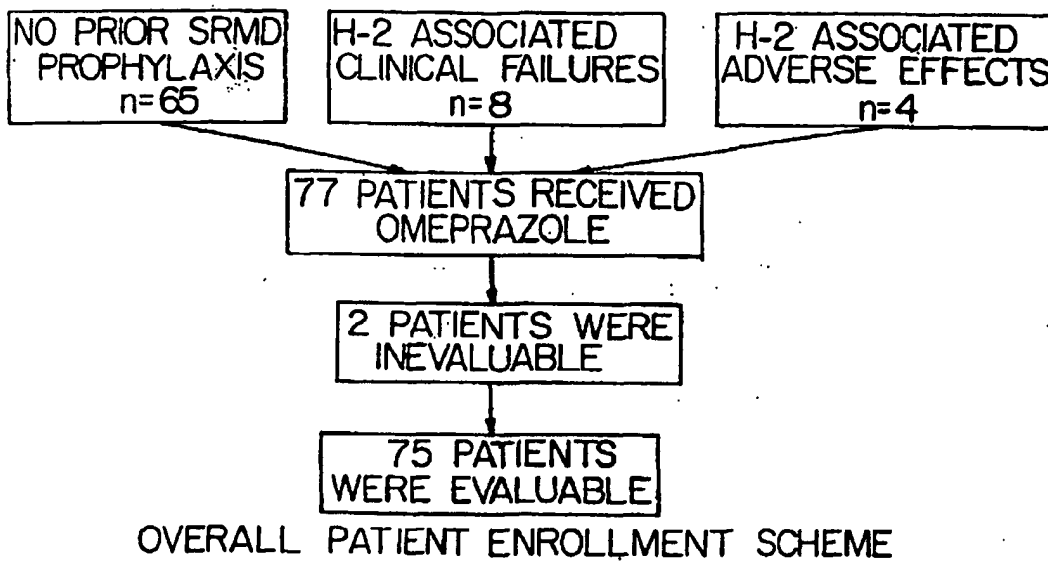 NO PRIOR SRMD
PROPHYLAXIS
n=65
H-2 ASSOCIATED
CLINICAL FAILURES
n=8
H-2 ASSOCIATED
ADVERSE EFFECTS
n=4
77 PATIENTS RECEIVED
OMEPRAZOLE
2 PATIENTS WERE
INEVALUABLE
75 PATIENTS
WERE EVALUABLE
OVERALL PATIENT ENROLLMENT SCHEME